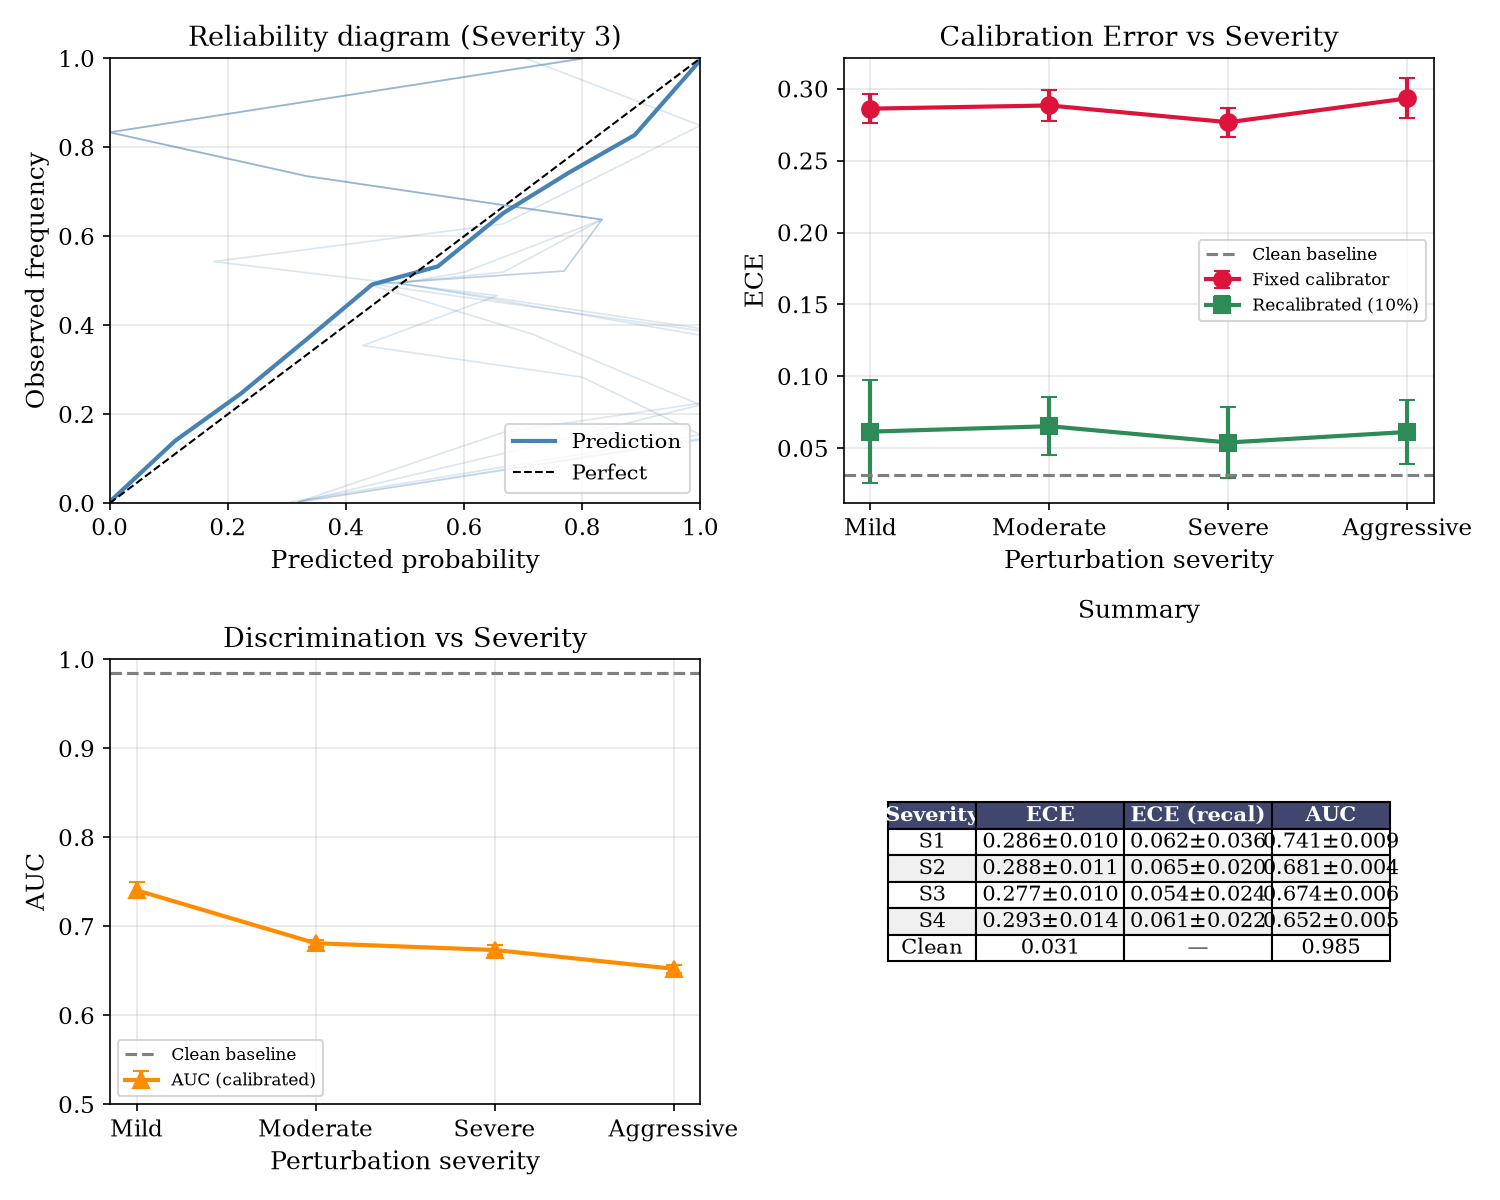 Reliability diagram (Severity 3)
1.0
0.8
0.6
0.4
0.2
0.0
Observed frequency
Prediction
Perfect
0.0 0.2 0.4 0.6 0.8 1.0
Predicted probability
Calibration Error vs Severity
0.30
0.25
0.20
0.15
0.10
0.05
ECE
Clean baseline
Fixed calibrator
Recalibrated (10%)
Mild Moderate Severe Aggressive
Perturbation severity
Discrimination vs Severity
1.0
0.9
0.8
0.7
0.6
0.5
AUC
Clean baseline
AUC (calibrated)
Mild Moderate Severe Aggressive
Perturbation severity
Summary
Severity ECE ECE (recal) AUC
S1 0.286±0.010 0.062±0.036 0.741±0.009
S2 0.288±0.011 0.065±0.020 0.681±0.004
S3 0.277±0.010 0.054±0.024 0.674±0.006
S4 0.293±0.014 0.061±0.022 0.652±0.005
Clean 0.031 — 0.985